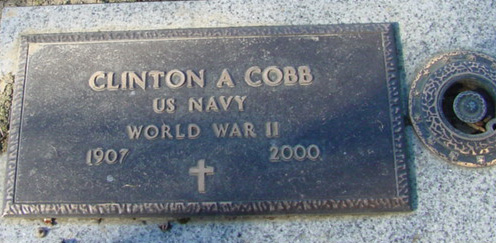 CLINTON A COBB
US NAVY
WORLD WAR II
1907 2000